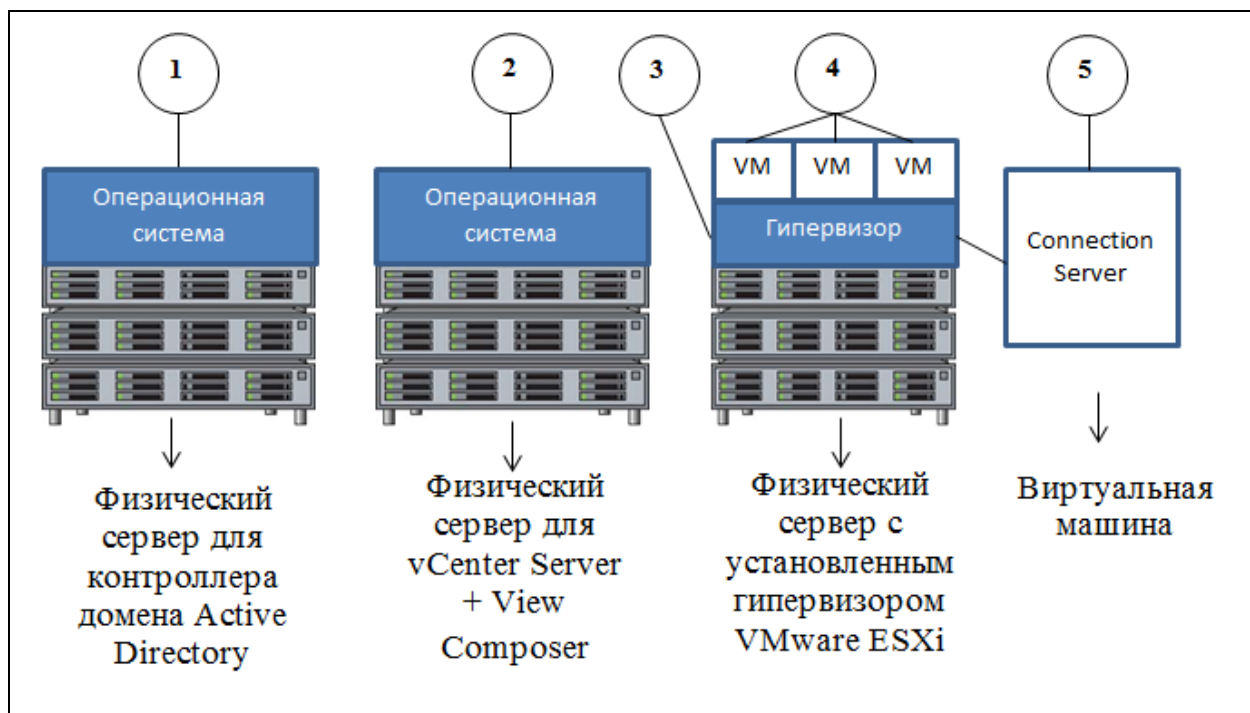 1
2
3
4
5
Операционная
система
Операционная
система
VM VM VM
Гипервизор
Connection
Server
Физический
сервер для
контроллера
домена Active
Directory
Физический
сервер для
vCenter Server
+ View
Composer
Физический
сервер с
установленным
гипервизором
VMware ESXi
Виртуальная
машина